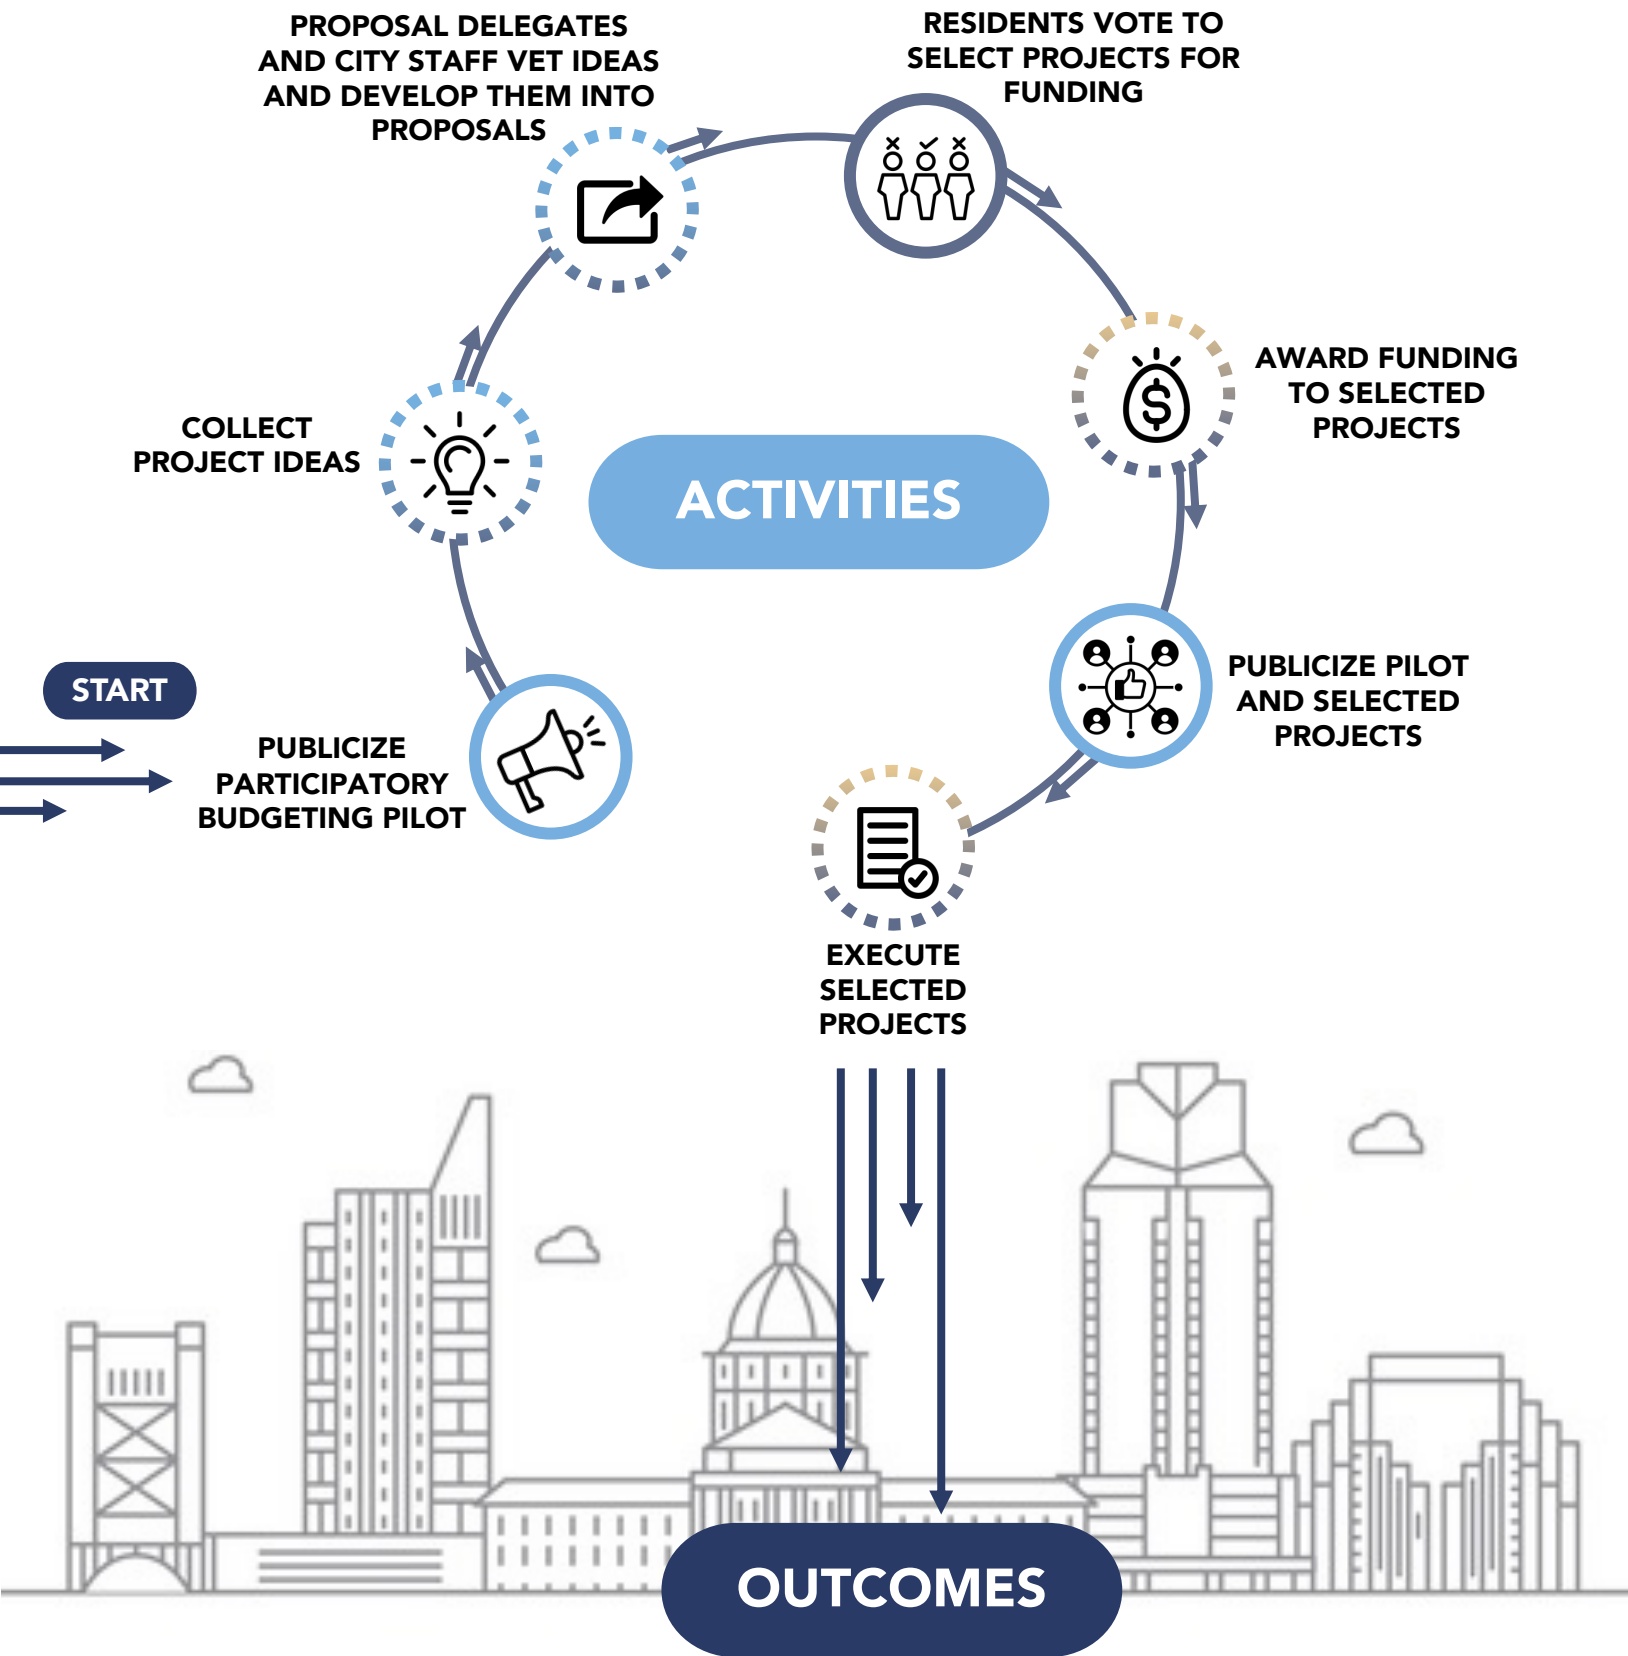 PROPOSAL DELEGATES
AND CITY STAFF VET IDEAS
AND DEVELOP THEM INTO
PROPOSALS
RESIDENTS VOTE TO
SELECT PROJECTS FOR
FUNDING
AWARD FUNDING
TO SELECTED
PROJECTS
COLLECT
PROJECT IDEAS
ACTIVITIES
START
PUBLICIZE
PARTICIPATORY
BUDGETING PILOT
PUBLICIZE PILOT
AND SELECTED
PROJECTS
EXECUTE
SELECTED
PROJECTS
OUTCOMES